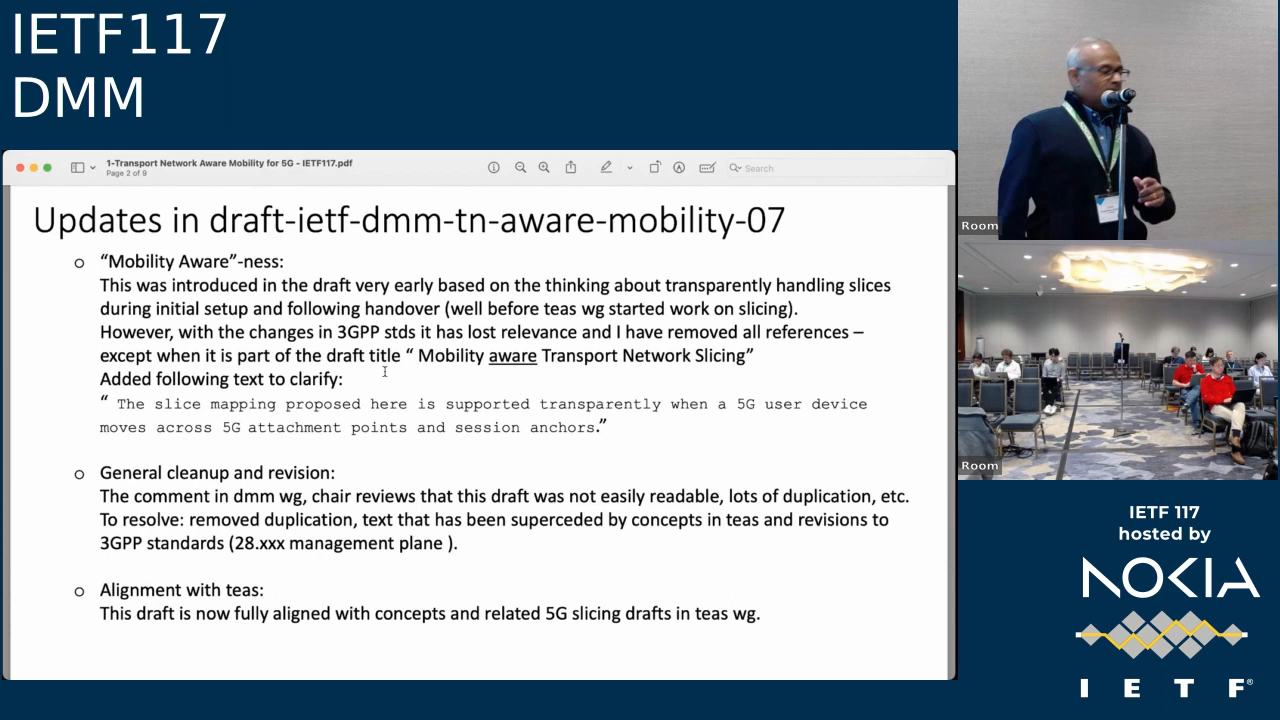 IETF117
DMM
1-Transport Network Aware Mobility for 5G - IETF117.pdf
Page 2 of 9
Search
Updates in draft-ietf-dmm-tn-aware-mobility-07
o “Mobility Aware”-ness:
This was introduced in the draft very early based on the thinking about transparently handling slices
during initial setup and following handover (well before teas wg started work on slicing).
However, with the changes in 3GPP stds it has lost relevance and I have removed all references –
except when it is part of the draft title “ Mobility aware Transport Network Slicing”
Added following text to clarify:
“ The slice mapping proposed here is supported transparently when a 5G user device
moves across 5G attachment points and session anchors.”
o General cleanup and revision:
The comment in dmm wg, chair reviews that this draft was not easily readable, lots of duplication, etc.
To resolve: removed duplication, text that has been superceded by concepts in teas and revisions to
3GPP standards (28.xxx management plane ).
o Alignment with teas:
This draft is now fully aligned with concepts and related 5G slicing drafts in teas wg.
Room
Room
IETF 117
hosted by
NOKIA
I E T F®